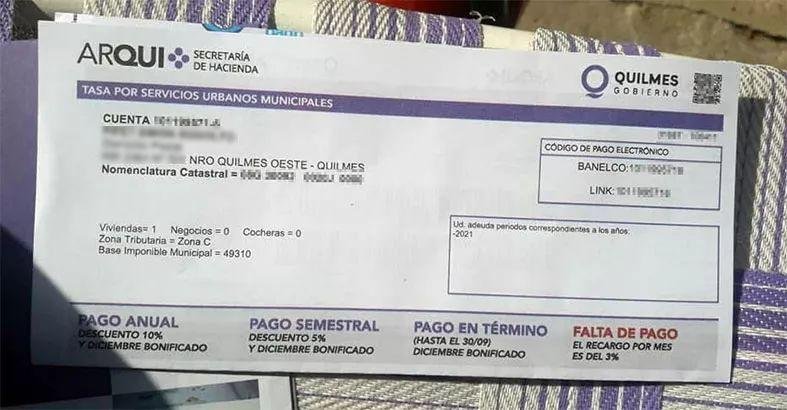 ARQUI SECRETARÍA
DE HACIENDA
QUILMES
GOBIERNO
TASA POR SERVICIOS URBANOS MUNICIPALES
CUENTA
NRO QUILMES OESTE - QUILMES
Nomenclatura Catastral =
CÓDIGO DE PAGO ELECTRÓNICO
BANELCO:
LINK:
Viviendas= 1 Negocios = 0 Cocheras = 0
Zona Tributaria = Zona C
Base Imponible Municipal = 49310
Ud. adeuda periodos correspondientes a los años:
-2021
PAGO ANUAL
DESCUENTO 10%
Y DICIEMBRE BONIFICADO
PAGO SEMESTRAL
DESCUENTO 5%
Y DICIEMBRE BONIFICADO
PAGO EN TÉRMINO
(HASTA EL 30/09)
DICIEMBRE BONIFICADO
FALTA DE PAGO
EL RECARGO POR MES
ES DEL 3%